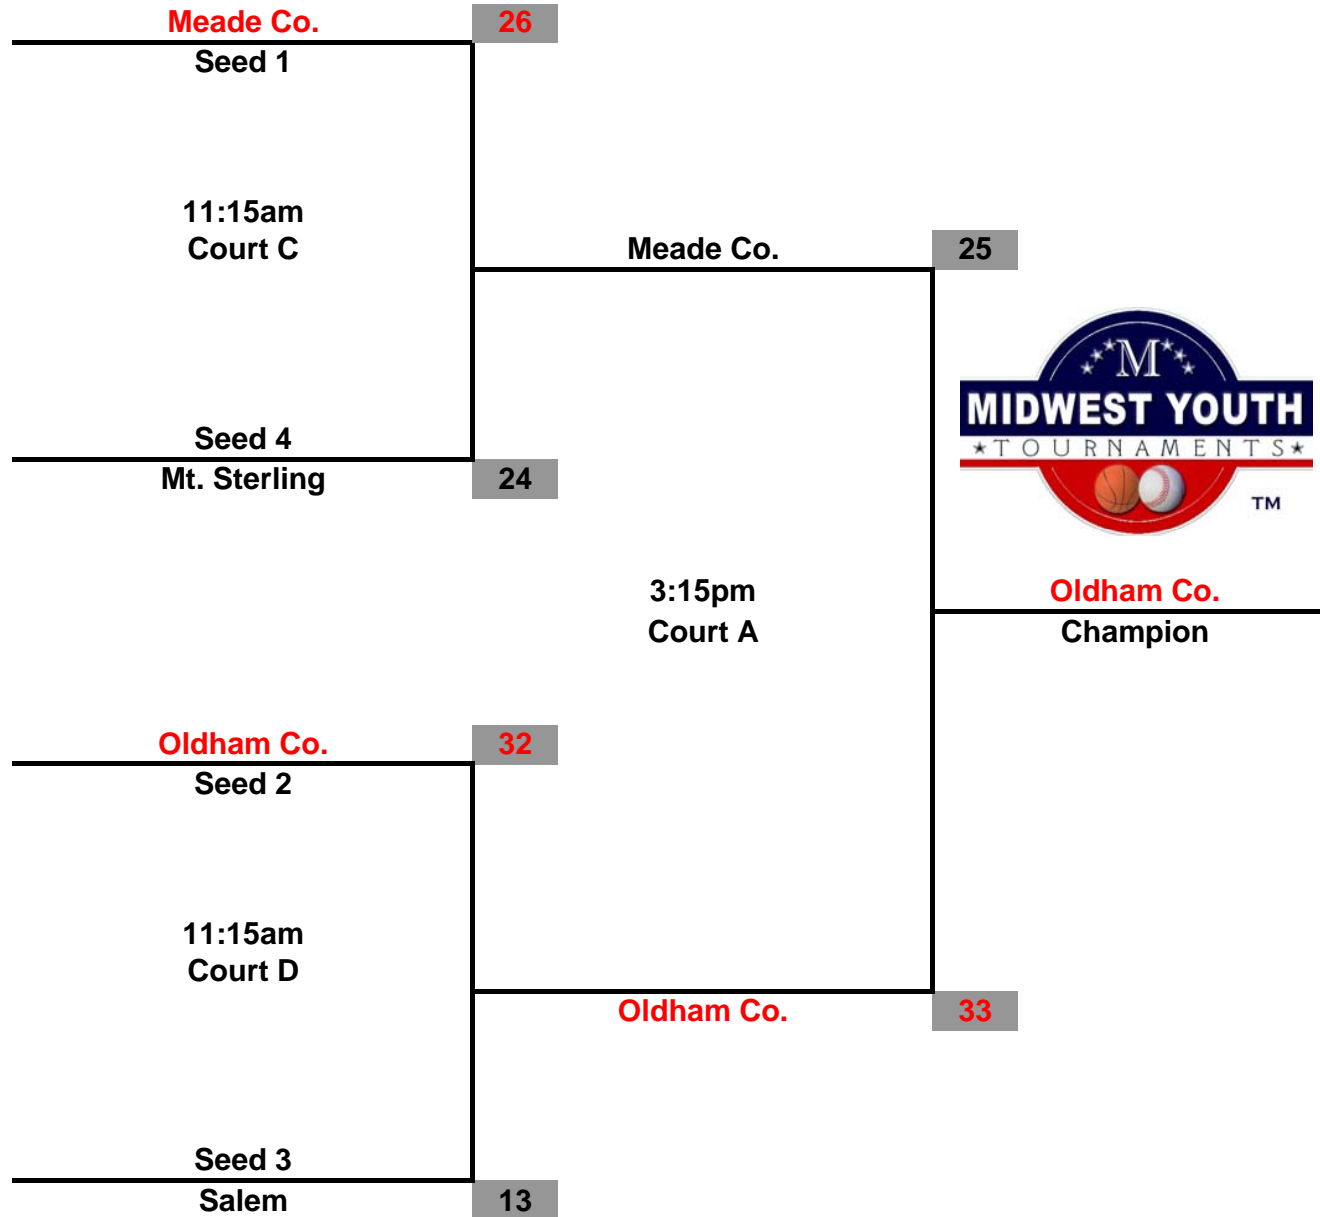 Meade Co. 26
Seed 1
11:15am
Court C
Meade Co. 25
M
MIDWEST YOUTH
TOURNAMENTS
TM
Seed 4
Mt. Sterling 24
3:15pm
Court A
Oldham Co.
Champion
Oldham Co. 32
Seed 2
11:15am
Court D
Oldham Co. 33
Seed 3
Salem 13